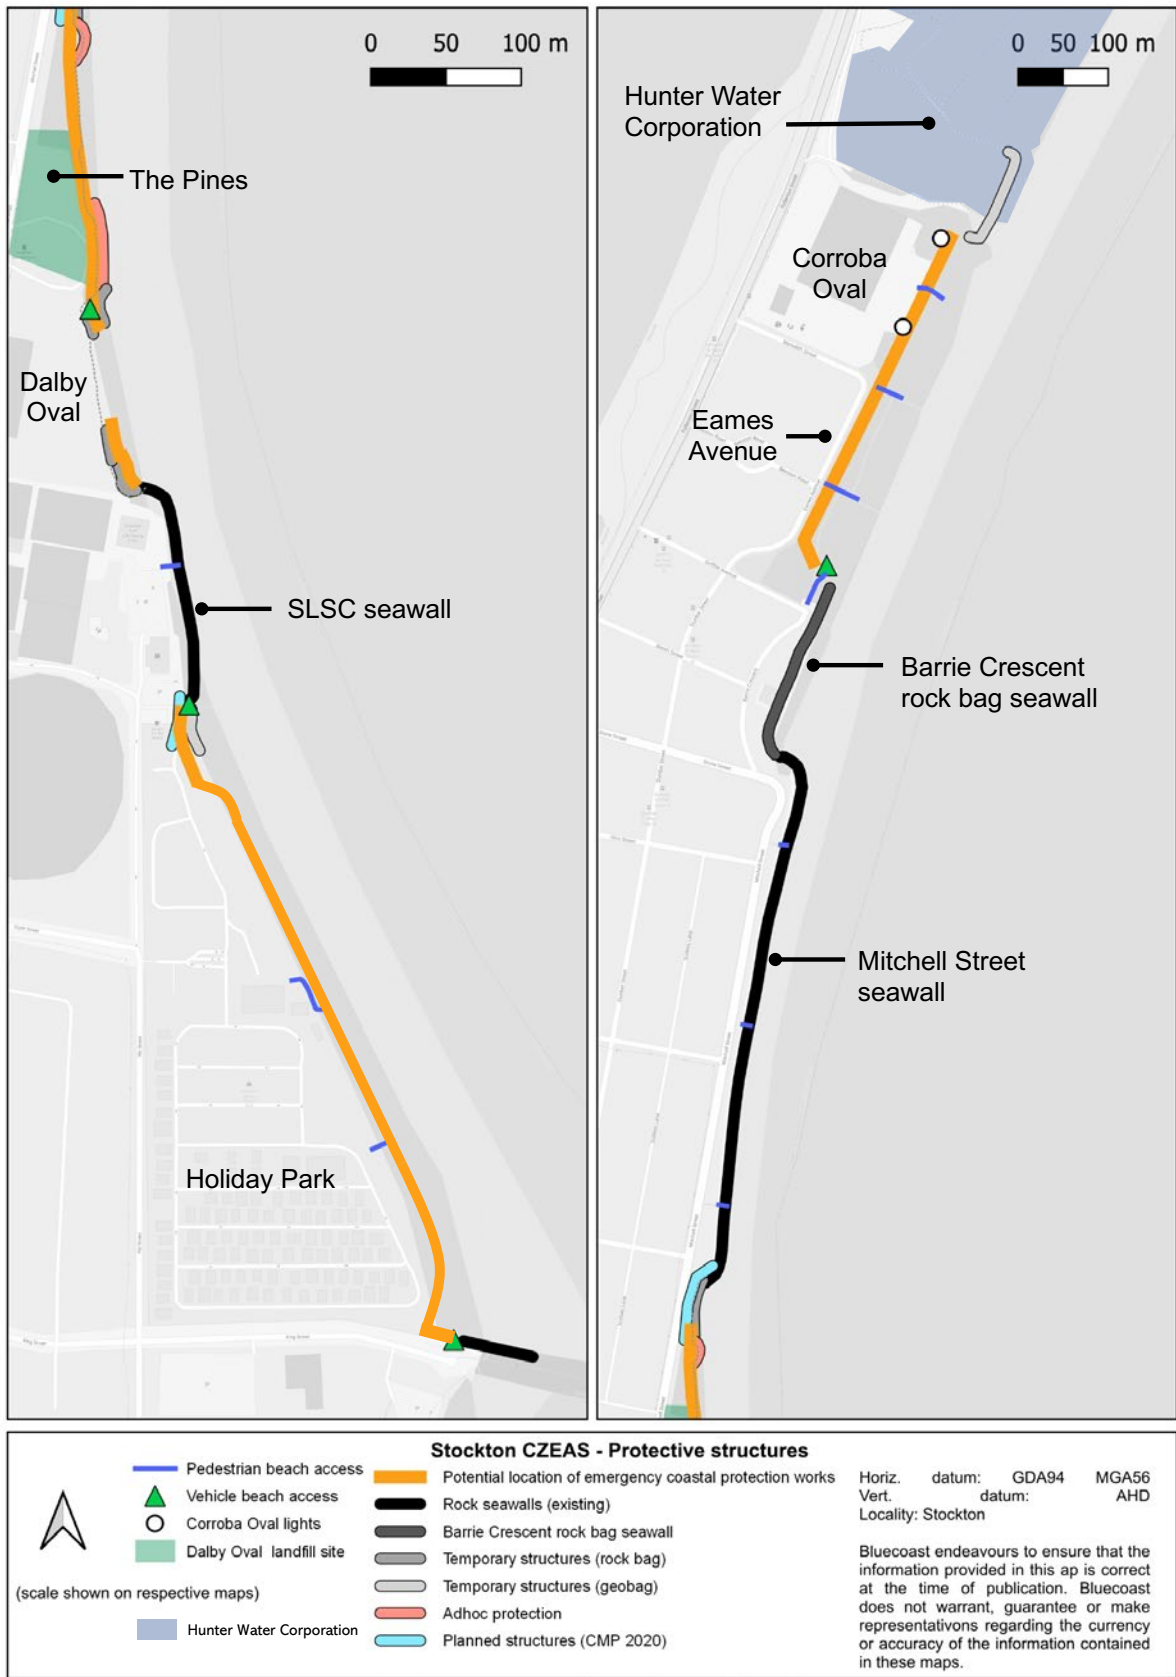 0 50 100 m
The Pines
Dalby
Oval
SLSC seawall
Holiday Park
King Street
0 50 100 m
Hunter Water
Corporation
Corroba
Oval
Eames
Avenue
Barrie Crescent
rock bag seawall
Mitchell Street
seawall
Stockton CZEAS - Protective structures
Pedestrian beach access
Vehicle beach access
Corroba Oval lights
Dalby Oval landfill site
(scale shown on respective maps)
Hunter Water Corporation
Potential location of emergency coastal protection works
Rock seawalls (existing)
Barrie Crescent rock bag seawall
Temporary structures (rock bag)
Temporary structures (geobag)
Adhoc protection
Planned structures (CMP 2020)
Horiz. datum: GDA94 MGA56
Vert. datum: AHD
Locality: Stockton
Bluecoast endeavours to ensure that the
information provided in this ap is correct
at the time of publication. Bluecoast
does not warrant, guarantee or make
representativons regarding the currency
or accuracy of the information contained
in these maps.